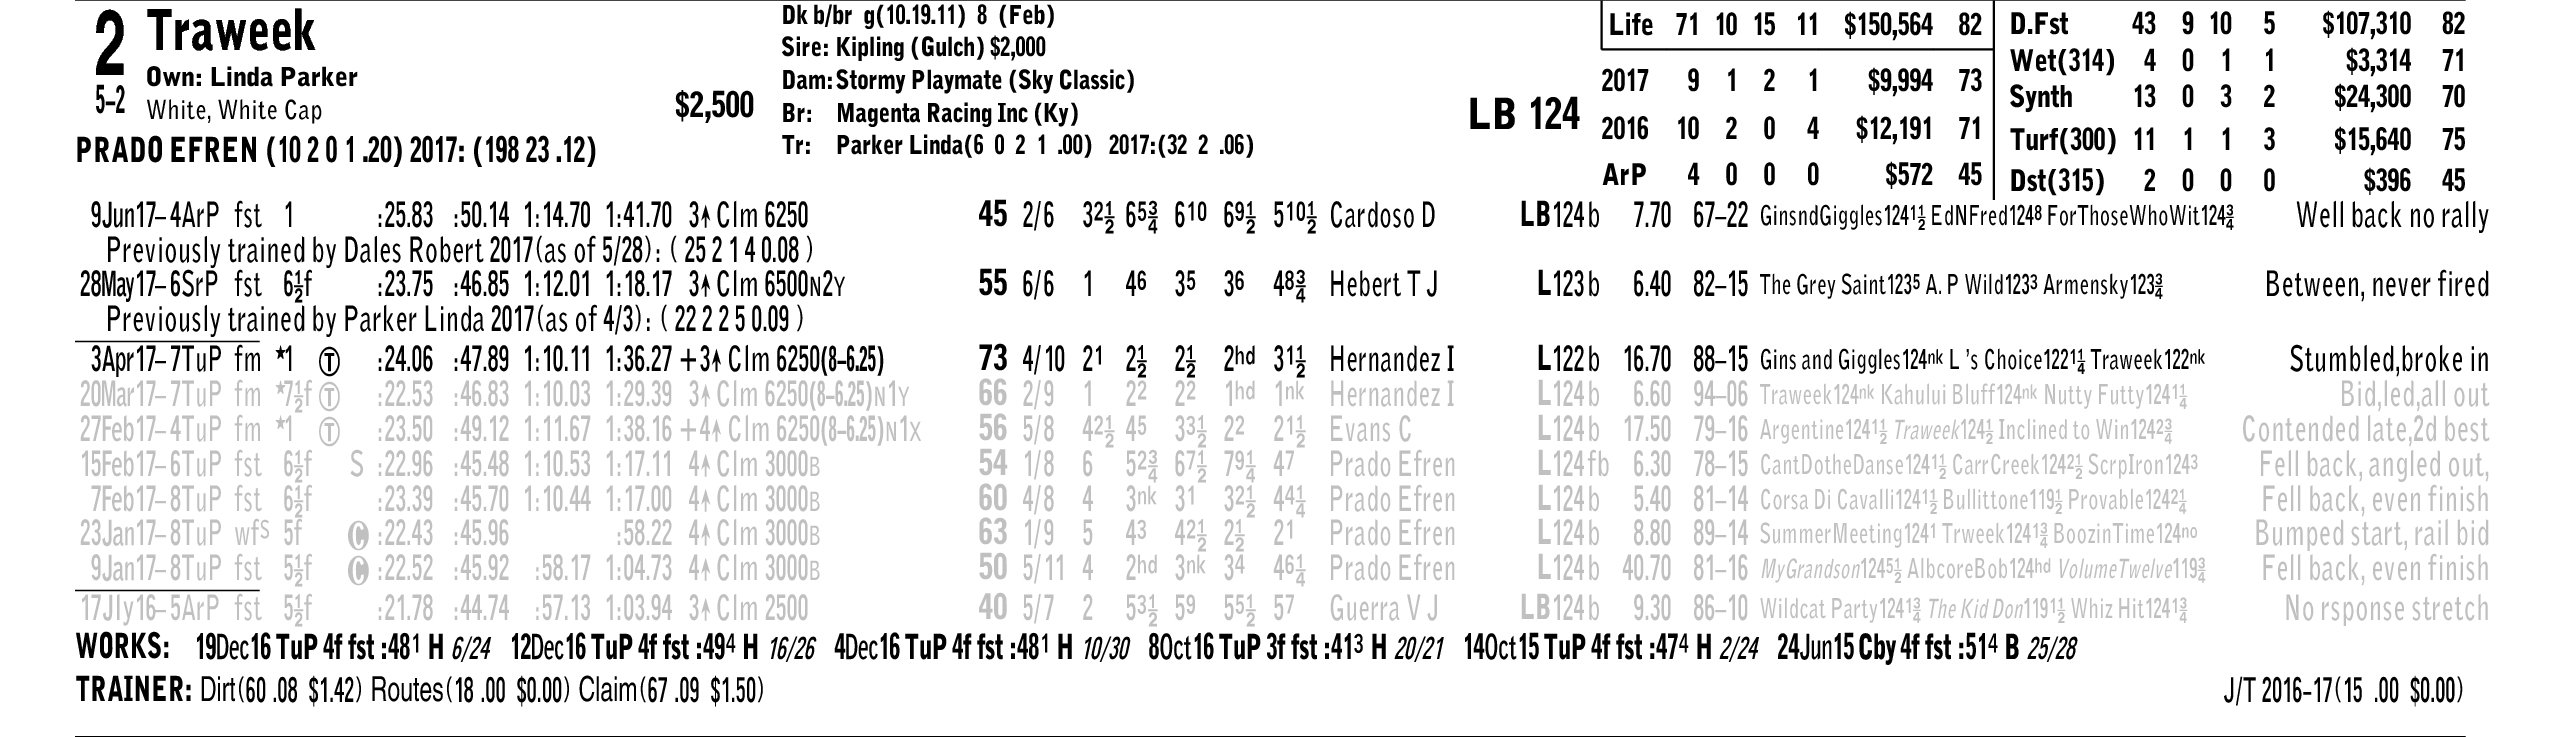 2 Traweek
Own: Linda Parker
5–2 White, White Cap
$2,500
PRADO EFREN (10 2 0 1 .20) 2017: (198 23 .12)
Dk b/br g(10.19.11) 8 (Feb)
Sire: Kipling (Gulch) $2,000
Dam: Stormy Playmate (Sky Classic)
Br: Magenta Racing Inc (Ky)
Tr: Parker Linda(6 0 2 1 .00) 2017:(32 2 .06)
LB 124
Life 71 10 15 11 $150,564 82
2017 9 1 2 1 $9,994 73
2016 10 2 0 4 $12,191 71
ArP 4 0 0 0 $572 45
D.Fst 43 9 10 5 $107,310 82
Wet(314) 4 0 1 1 $3,314 71
Synth 13 0 3 2 $24,300 70
Turf(300) 11 1 1 3 $15,640 75
Dst(315) 2 0 0 0 $396 45
9Jun17–4ArP fst 1 :25.83 :50.14 1:14.70 1:41.70 3↑ Clm 6250 45 2/6 32½ 65¾ 610 69½ 510½ Cardoso D LB124b 7.70 67–22 GinsndGiggles1241½ EdNFred1248 ForThoseWhoWit124¾ Well back no rally
Previously trained by Dales Robert 2017(as of 5/28): ( 25 2 1 4 0.08 )
28May17–6SrP fst 6½f :23.75 :46.85 1:12.01 1:18.17 3↑ Clm 6500N2Y 55 6/6 1 46 35 36 48¾ Hebert T J L123b 6.40 82–15 The Grey Saint1235 A. P Wild1233 Armensky123¾ Between, never fired
Previously trained by Parker Linda 2017(as of 4/3): ( 22 2 2 5 0.09 )
3Apr17–7TuP fm *1 Ⓣ :24.06 :47.89 1:10.11 1:36.27 +3↑ Clm 6250(8–6.25) 73 4/10 21 2½ 2½ 2hd 31½ Hernandez I L122b 16.70 88–15 Gins and Giggles124nk L 's Choice1221¼ Traweek122nk Stumbled,broke in
20Mar17–7TuP fm *7½f Ⓣ :22.53 :46.83 1:10.03 1:29.39 3↑ Clm 6250(8–6.25)N1Y 66 2/9 1 22 22 1hd 1nk Hernandez I L124b 6.60 94–06 Traweek124nk Kahului Bluff124nk Nutty Futty1241¼ Bid,led,all out
27Feb17–4TuP fm *1 Ⓣ :23.50 :49.12 1:11.67 1:38.16 +4↑ Clm 6250(8–6.25)N1X 56 5/8 42½ 45 33½ 22 21½ Evans C L124b 17.50 79–16 Argentine1241½ Traweek124½ Inclined to Win1242¾ Contended late,2d best
15Feb17–6TuP fst 6½f S :22.96 :45.48 1:10.53 1:17.11 4↑ Clm 3000B 54 1/8 6 52¾ 67½ 79¼ 47 Prado Efren L124fb 6.30 78–15 CantDotheDanse1241½ CarrCreek1242½ ScrpIron1243 Fell back, angled out,
7Feb17–8TuP fst 6½f :23.39 :45.70 1:10.44 1:17.00 4↑ Clm 3000B 60 4/8 4 3nk 31 32½ 44¼ Prado Efren L124b 5.40 81–14 Corsa Di Cavalli1241½ Bullittone119½ Provable1242¼ Fell back, even finish
23Jan17–8TuP wfS 5f C :22.43 :45.96 :58.22 4↑ Clm 3000B 63 1/9 5 43 42½ 2½ 21 Prado Efren L124b 8.80 89–14 SummerMeeting1241 Trweek1241¾ BoozinTime124no Bumped start, rail bid
9Jan17–8TuP fst 5½f C :22.52 :45.92 :58.17 1:04.73 4↑ Clm 3000B 50 5/11 4 2hd 3nk 34 46¼ Prado Efren L124b 40.70 81–16 MyGrandson1245½ AlbcoreBob124hd VolumeTwelve119¾ Fell back, even finish
17Jly16–5ArP fst 5½f :21.78 :44.74 :57.13 1:03.94 3↑ Clm 2500 40 5/7 2 53½ 59 55½ 57 Guerra V J LB124b 9.30 86–10 Wildcat Party1241¾ The Kid Don1191½ Whiz Hit1241¾ No rsponse stretch
WORKS: 19Dec16 TuP 4f fst :481 H 6/24 12Dec16 TuP 4f fst :494 H 16/26 4Dec16 TuP 4f fst :481 H 10/30 8Oct16 TuP 3f fst :413 H 20/21 14Oct15 TuP 4f fst :474 H 2/24 24Jun15 Cby 4f fst :514 B 25/28
TRAINER: Dirt(60 .08 $1.42) Routes(18 .00 $0.00) Claim(67 .09 $1.50) J/T 2016–17(15 .00 $0.00)